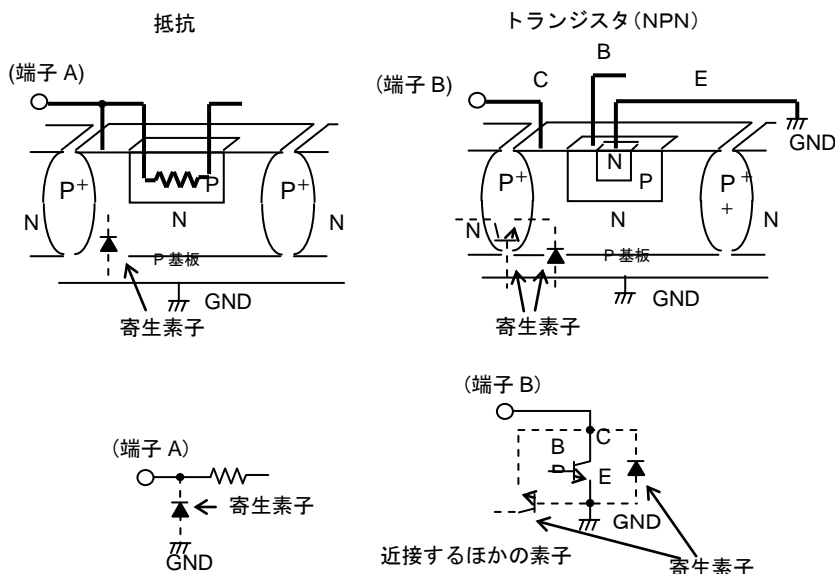 抵抗
トランジスタ(NPN)
(端子 A)
(端子 B)
C
B
E
GND
P+
P
P+
N
N
N
P 基板
GND
寄生素子
P+
N
P
P+
+
N
N
N
P 基板
GND
寄生素子
(端子 A)
寄生素子
GND
(端子 B)
B
C
E
GND
近接するほかの素子
寄生素子